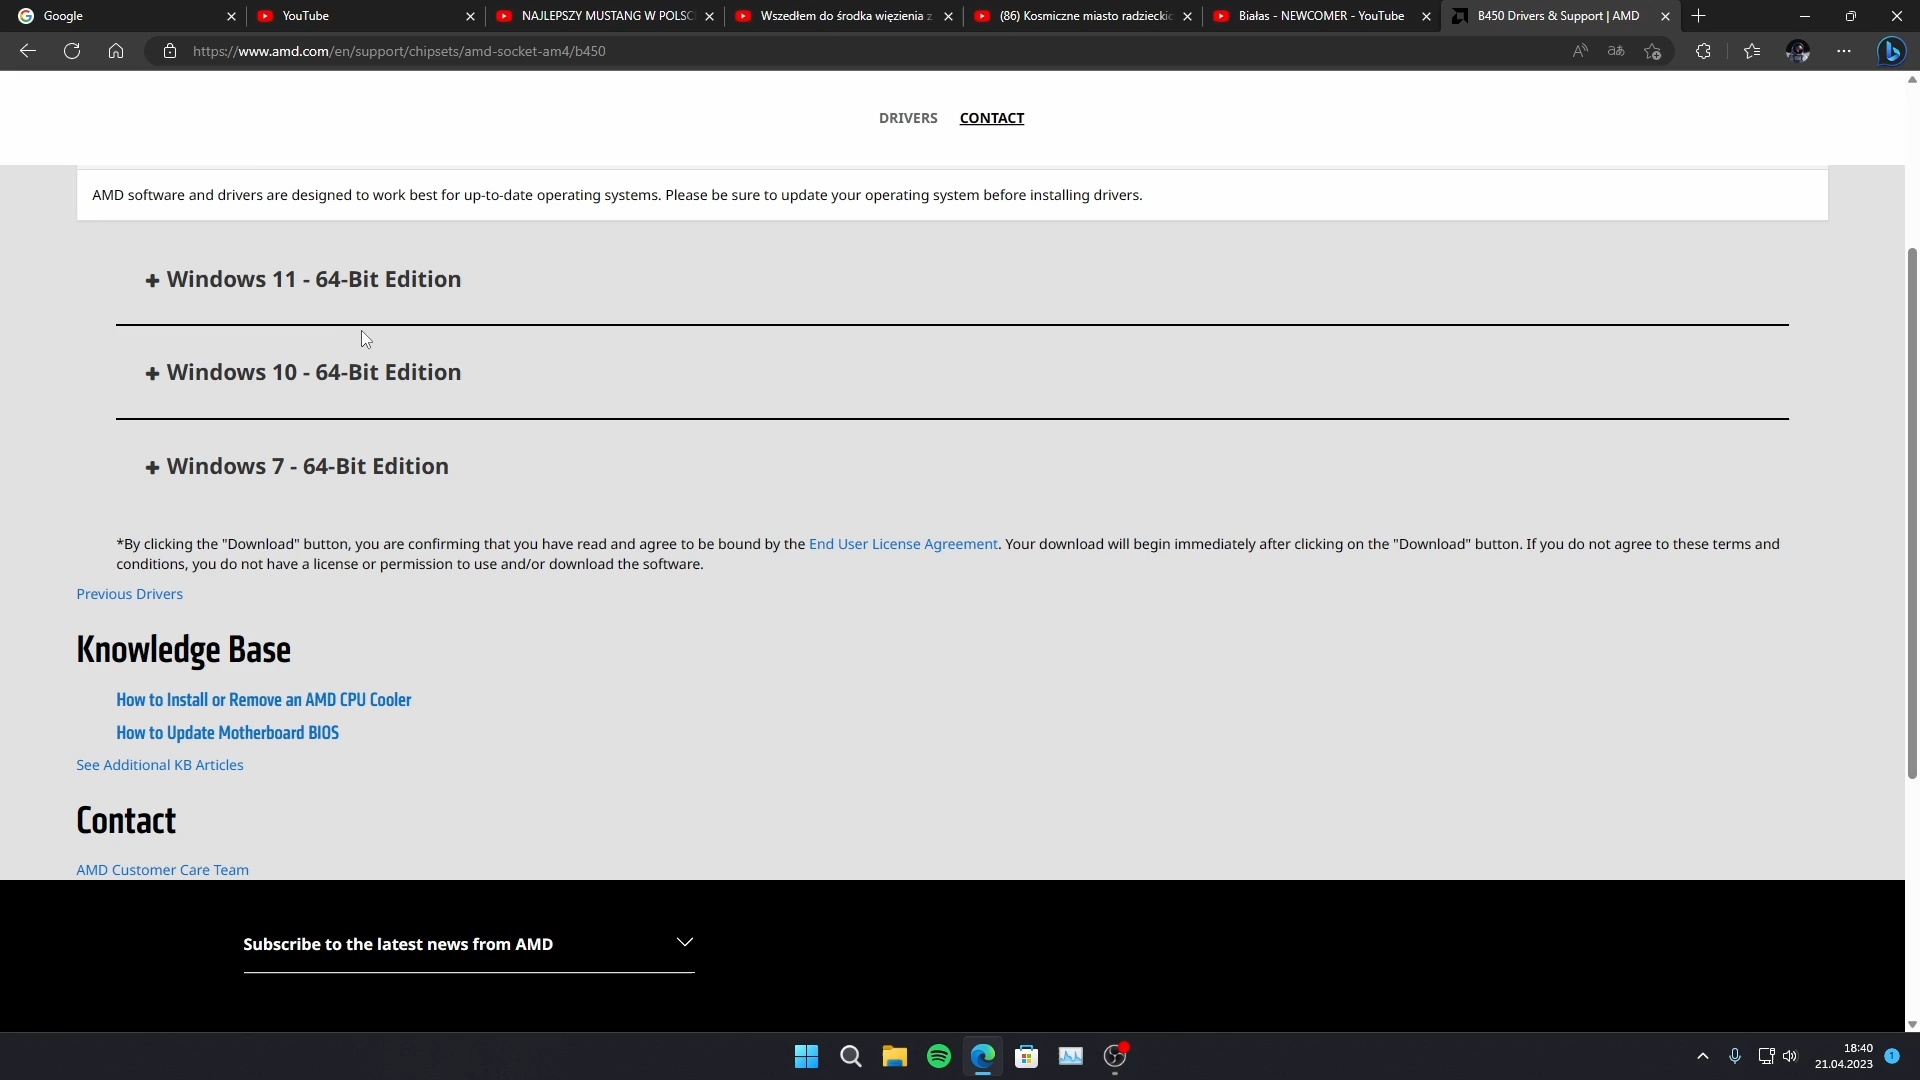 Google
YouTube
NAJLEPSZY MUSTANG W POLSC
Wszedłem do środka więzienia z
(86) Kosmiczne miasto radzieckic
Białas - NEWCOMER - YouTube
B450 Drivers & Support | AMD
https://www.amd.com/en/support/chipsets/amd-socket-am4/b450
DRIVERS CONTACT
AMD software and drivers are designed to work best for up-to-date operating systems. Please be sure to update your operating system before installing drivers.
+ Windows 11 - 64-Bit Edition
+ Windows 10 - 64-Bit Edition
+ Windows 7 - 64-Bit Edition
*By clicking the "Download" button, you are confirming that you have read and agree to be bound by the End User License Agreement. Your download will begin immediately after clicking on the "Download" button. If you do not agree to these terms and
conditions, you do not have a license or permission to use and/or download the software.
Previous Drivers
Knowledge Base
How to Install or Remove an AMD CPU Cooler
How to Update Motherboard BIOS
See Additional KB Articles
Contact
AMD Customer Care Team
Subscribe to the latest news from AMD
18:40
21.04.2023
1